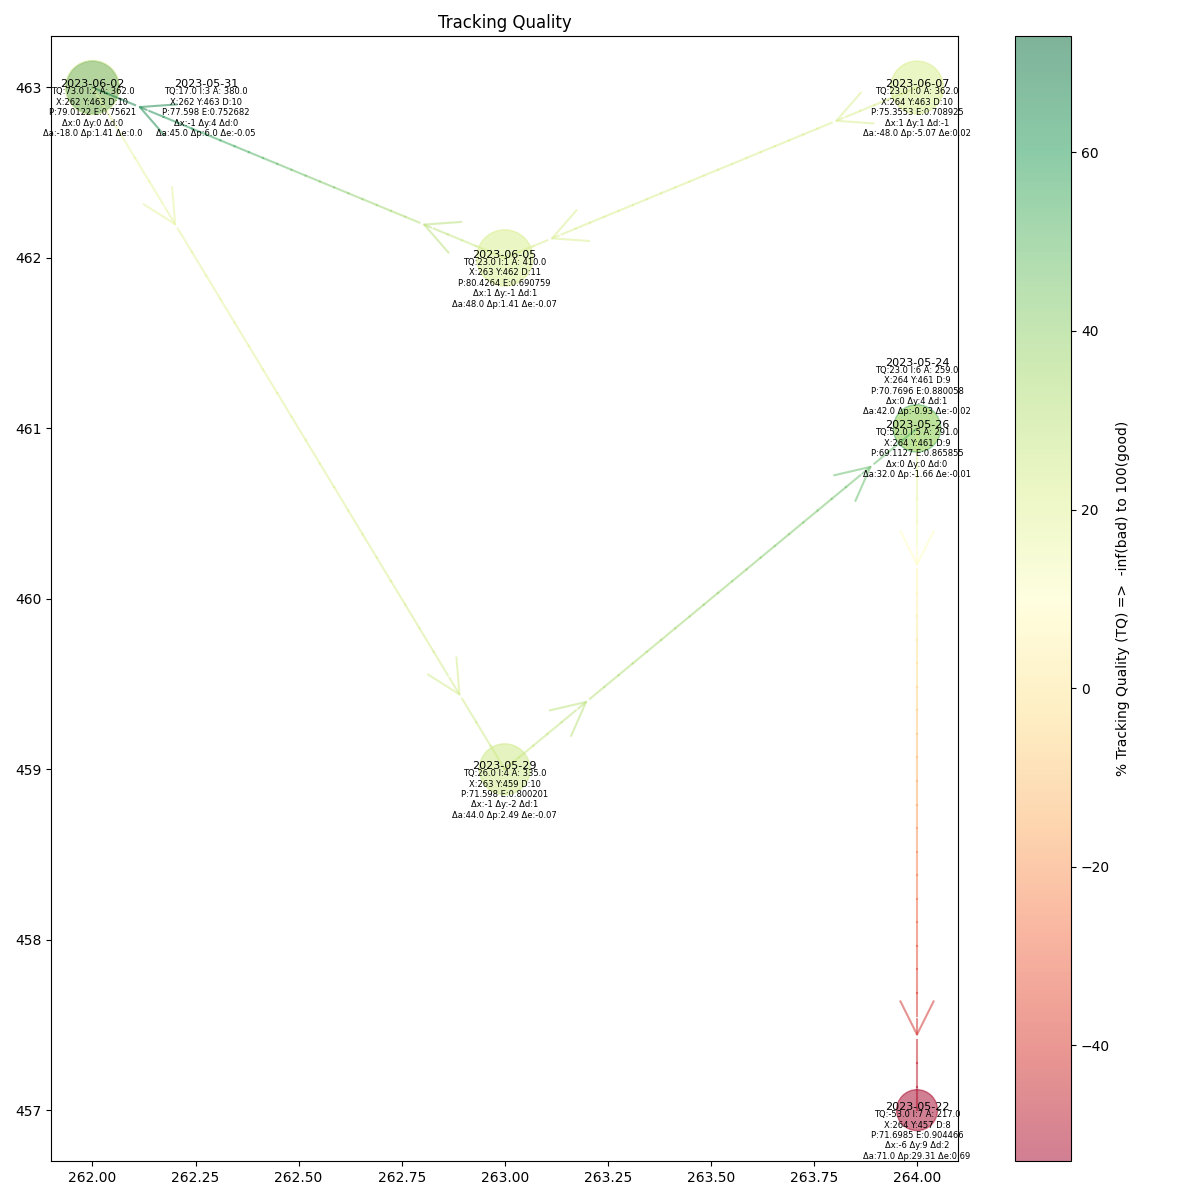 Tracking Quality
2023-06-02
TQ:73.0 I:2 A: 362.0
X:262 Y:463 D:10
P:79.0122 E:0.75621
Δx:0 Δy:0 Δd:0
Δa:-18.0 Δp:1.41 Δe:0.0
2023-05-31
TQ:17.0 I:3 A: 380.0
X:262 Y:463 D:10
P:77.598 E:0.752682
Δx:-1 Δy:4 Δd:0
Δa:45.0 Δp:6.0 Δe:-0.05
2023-06-07
TQ:23.0 I:0 A: 362.0
X:264 Y:463 D:10
P:75.3553 E:0.708925
Δx:1 Δy:1 Δd:-1
Δa:-48.0 Δp:-5.07 Δe:0.02
2023-06-05
TQ:23.0 I:1 A: 410.0
X:263 Y:462 D:11
P:80.4264 E:0.690759
Δx:1 Δy:-1 Δd:1
Δa:48.0 Δp:1.41 Δe:-0.07
2023-05-24
TQ:23.0 I:6 A: 259.0
X:264 Y:461 D:9
P:70.7696 E:0.880058
Δx:0 Δy:4 Δd:1
Δa:42.0 Δp:-0.93 Δe:-0.02
2023-05-26
TQ:52.0 I:5 A: 291.0
X:264 Y:461 D:9
P:69.1127 E:0.865855
Δx:0 Δy:0 Δd:0
Δa:32.0 Δp:-1.66 Δe:-0.01
2023-05-29
TQ:26.0 I:4 A: 335.0
X:263 Y:459 D:10
P:71.598 E:0.800201
Δx:-1 Δy:-2 Δd:1
Δa:44.0 Δp:2.49 Δe:-0.07
2023-05-22
TQ:-53.0 I:7 A: 217.0
X:264 Y:457 D:8
P:71.6985 E:0.904466
Δx:-6 Δy:9 Δd:2
Δa:71.0 Δp:29.31 Δe:0.69
463
462
461
460
459
458
457
262.00
262.25
262.50
262.75
263.00
263.25
263.50
263.75
264.00
60
40
20
0
−20
−40
% Tracking Quality (TQ) =>  -inf(bad) to 100(good)